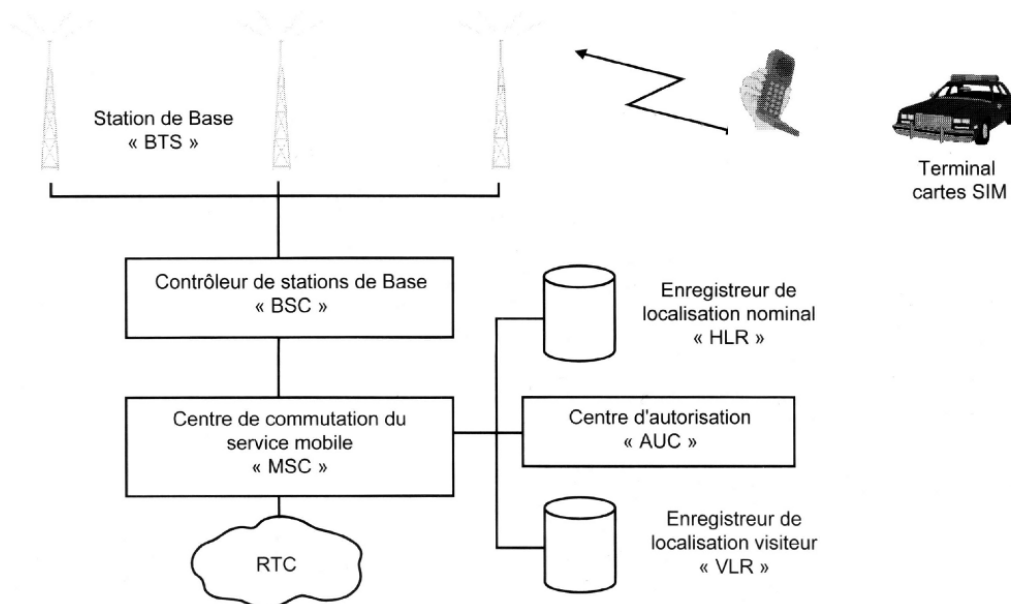 Station de Base
« BTS »
Terminal
cartes SIM
Contrôleur de stations de Base
« BSC »
Enregistreur de
localisation nominal
« HLR »
Centre de commutation du
service mobile
« MSC »
Centre d'autorisation
« AUC »
Enregistreur de
localisation visiteur
« VLR »
RTC